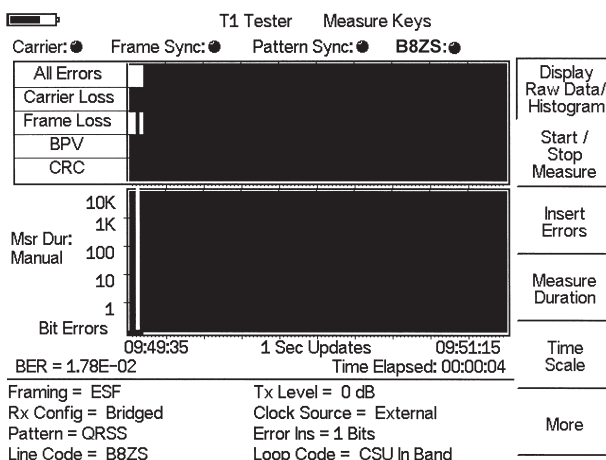 T1 Tester Measure Keys
Carrier: Frame Sync: Pattern Sync: B8ZS:
All Errors
Carrier Loss
Frame Loss
BPV
CRC
10K
1K
Msr Dur:
Manual
100
10
1
Bit Errors
09:49:35 1 Sec Updates 09:51:15
BER = 1.78E-02 Time Elapsed: 00:00:04
Framing = ESF Tx Level = 0 dB
Rx Config = Bridged Clock Source = External
Pattern = QRSS Error Ins = 1 Bits
Line Code = B8ZS Loop Code = CSU In Band
Display
Raw Data/
Histogram
Start /
Stop
Measure
Insert
Errors
Measure
Duration
Time
Scale
More